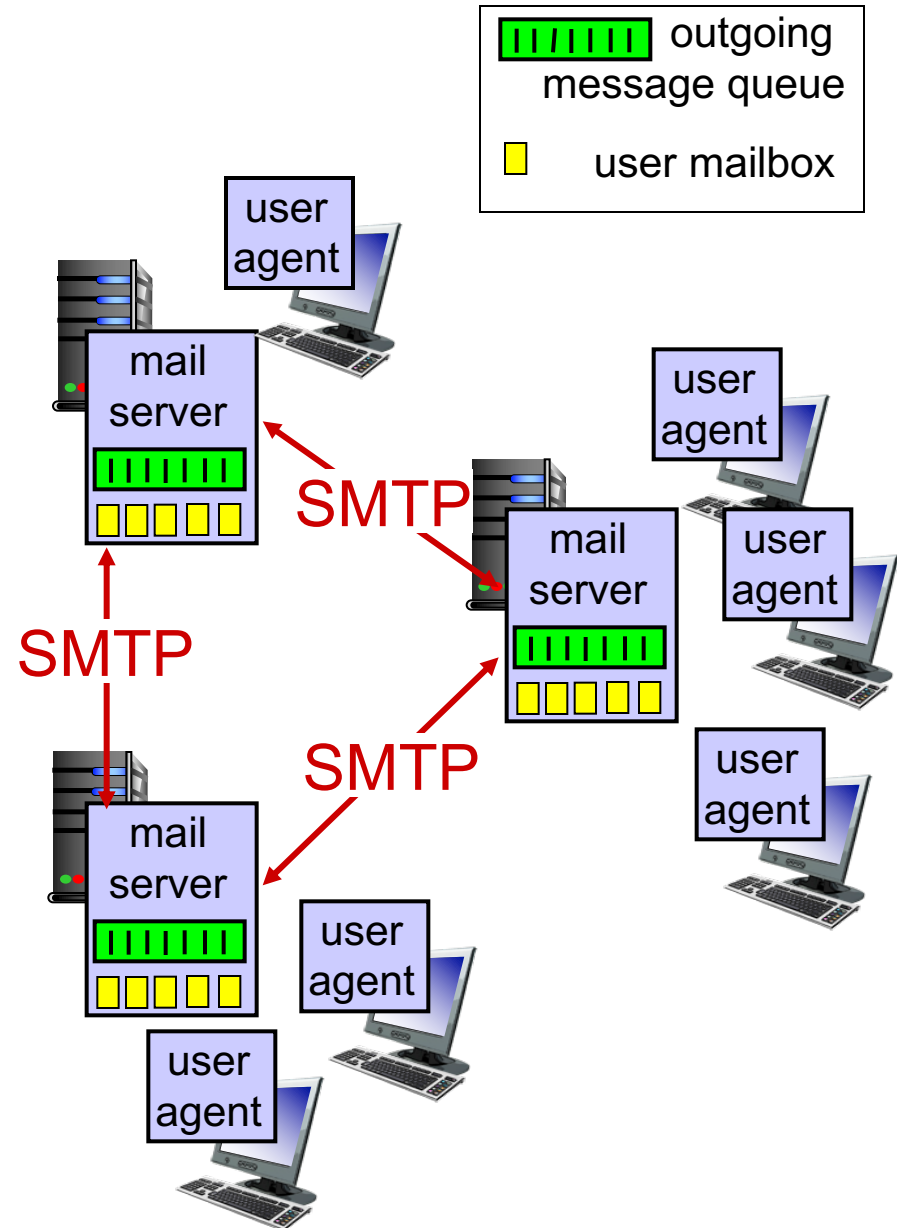 outgoing
message queue
user mailbox
user
agent
mail
server
user
agent
SMTP
mail
server
user
agent
SMTP
SMTP
user
agent
mail
server
user
agent
user
agent